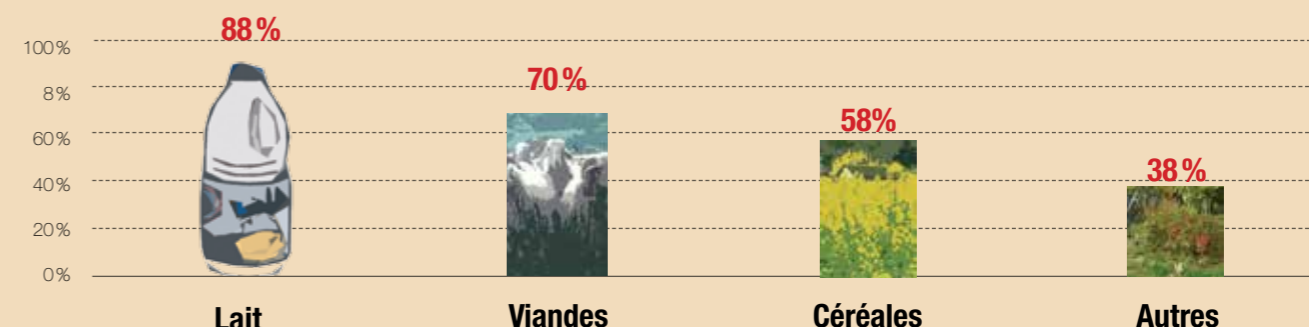 88 %
100 %
8 %
70 %
60 %
58%
40 %
38 %
20 %
0 %
Lait
Viandes
Céréales
Autres